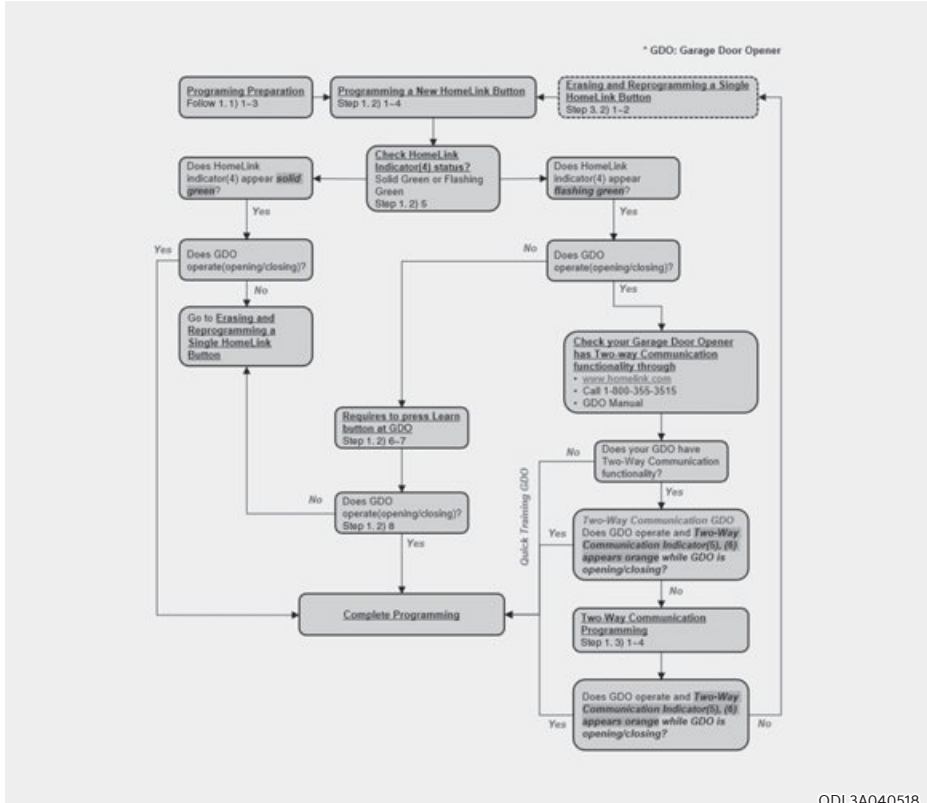 * GDO: Garage Door Opener
Programing Preparation
Follow 1. 1) 1~3
Programming a New HomeLink Button
Step 1. 2) 1~4
Erasing and Reprogramming a Single
HomeLink Button
Step 3. 2) 1~2
Does HomeLink
indicator(4) appear solid
green?
Check HomeLink
Indicator(4) status?
Solid Green or Flashing
Green
Step 1. 2) 5
Does HomeLink
indicator(4) appear
flashing green?
Yes
Yes
Yes
Does GDO
operate(opening/closing)?
No
Does GDO
operate(opening/closing)?
No
Yes
Go to Erasing and
Reprogramming a
Single HomeLink
Button
Check your Garage Door Opener
has Two-way Communication
functionality through
• www.homelink.com
• Call 1-800-355-3515
• GDO Manual
Requires to press Learn
button at GDO
Step 1. 2) 6~7
No
Does your GDO have
Two-Way Communication
functionality?
Yes
Quick Training GDO
No
Does GDO
operate(opening/closing)?
Step 1. 2) 8
Yes
Yes
Two-Way Communication GDO
Does GDO operate and Two-Way
Communication Indicator(5), (6)
appears orange while GDO is
opening/closing?
No
Complete Programming
Two Way Communication
Programming
Step 1. 3) 1~4
Does GDO operate and Two-Way
Communication Indicator(5), (6)
appears orange while GDO is
opening/closing?
Yes
No
ODL3A040518